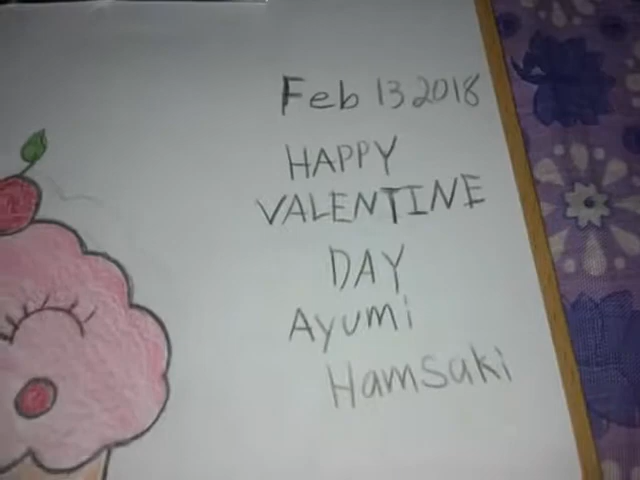 Feb 13 2018
HAPPY
VALENTINE
DAY
Ayumi
Hamsaki